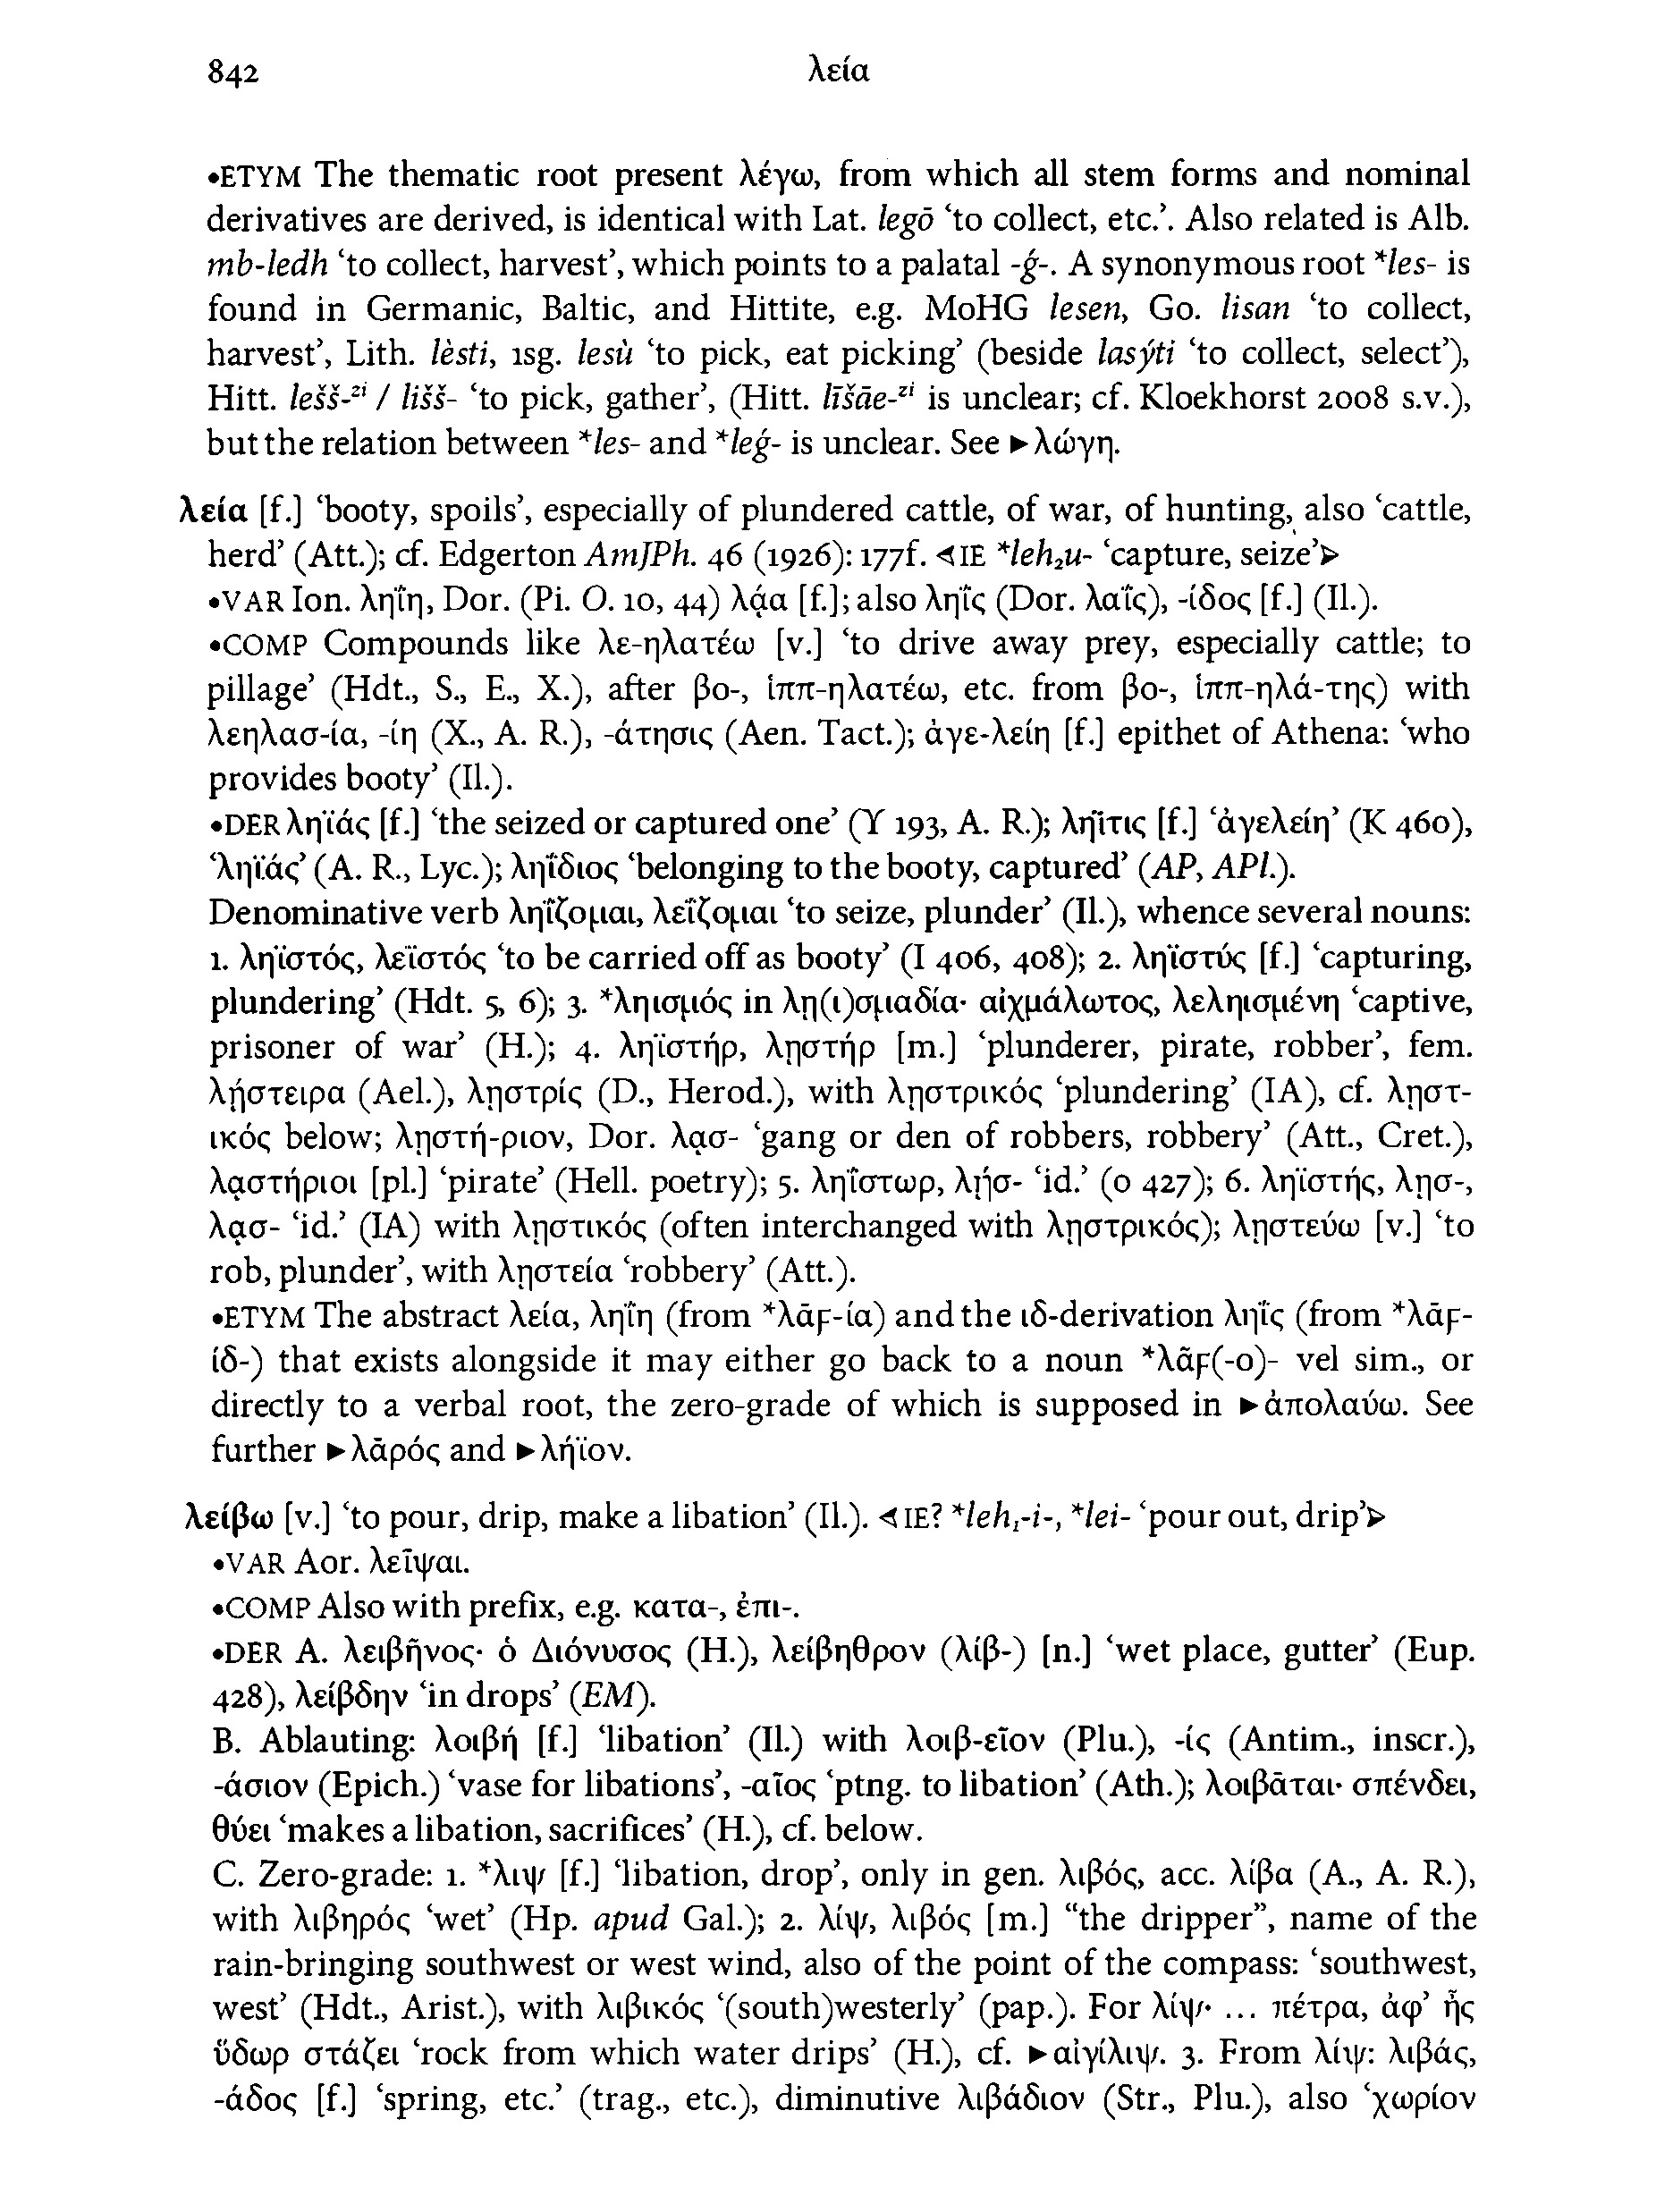 842 λεία
•ETYM The thematic root present λέγω, from which all stem forms and nominal
derivatives are derived, is identical with Lat. legō ‘to collect, etc.’. Also related is Alb.
mb-ledh ‘to collect, harvest’, which points to a palatal -ǵ-. A synonymous root *les- is
found in Germanic, Baltic, and Hittite, e.g. MoHG lesen, Go. lisan ‘to collect,
harvest’, Lith. lèsti, 1sg. lesù ‘to pick, eat picking’ (beside lasýti ‘to collect, select’),
Hitt. lešš-ᶻⁱ / lišš- ‘to pick, gather’, (Hitt. līšāe-ᶻⁱ is unclear; cf. Kloekhorst 2008 s.v.),
but the relation between *les- and *leǵ- is unclear. See ►λώγη.
λεία [f.] ‘booty, spoils’, especially of plundered cattle, of war, of hunting, also ‘cattle,
herd’ (Att.); cf. Edgerton AmJPh. 46 (1926): 177f. ⊲IE *leh₂u- ‘capture, seize’⊳
•VAR Ion. ληΐη, Dor. (Pi. O. 10, 44) λᾴα [f.]; also ληΐς (Dor. λαΐς), -ίδος [f.] (Il.).
•COMP Compounds like λε-ηλατέω [v.] ‘to drive away prey, especially cattle; to
pillage’ (Hdt., S., E., X.), after βο-, ἱππ-ηλατέω, etc. from βο-, ἱππ-ηλά-της) with
λεηλασ-ία, -ίη (X., A. R.), -άτησις (Aen. Tact.); ἀγε-λείη [f.] epithet of Athena: ‘who
provides booty’ (Il.).
•DER ληϊάς [f.] ‘the seized or captured one’ (Υ 193, A. R.); ληῖτις [f.] ‘ἀγελείη’ (Κ 460),
‘ληϊάς’ (A. R., Lyc.); ληΐδιος ‘belonging to the booty, captured’ (AP, APl.).
Denominative verb ληΐζομαι, λεΐζομαι ‘to seize, plunder’ (Il.), whence several nouns:
1. ληϊστός, λεϊστός ‘to be carried off as booty’ (I 406, 408); 2. ληϊστύς [f.] ‘capturing,
plundering’ (Hdt. 5, 6); 3. *ληισμός in λη(ι)σμαδία· αἰχμάλωτος, λεληισμένη ‘captive,
prisoner of war’ (H.); 4. ληϊστήρ, λῃστήρ [m.] ‘plunderer, pirate, robber’, fem.
λῄστειρα (Ael.), λῃστρίς (D., Herod.), with λῃστρικός ‘plundering’ (IA), cf. λῃστ-
ικός below; λῃστή-ριον, Dor. λᾳσ- ‘gang or den of robbers, robbery’ (Att., Cret.),
λᾳστήριοι [pl.] ‘pirate’ (Hell. poetry); 5. ληΐστωρ, λῄσ- ‘id.’ (ο 427); 6. ληϊστής, λῃσ-,
λᾳσ- ‘id.’ (IA) with λῃστικός (often interchanged with λῃστρικός); λῃστεύω [v.] ‘to
rob, plunder’, with λῃστεία ‘robbery’ (Att.).
•ETYM The abstract λεία, ληΐη (from *λᾱϝ-ία) and the ιδ-derivation ληΐς (from *λᾱϝ-
ίδ-) that exists alongside it may either go back to a noun *λᾶϝ(-ο)- vel sim., or
directly to a verbal root, the zero-grade of which is supposed in ►ἀπολαύω. See
further ►λᾱρός and ►λήϊον.
λείβω [v.] ‘to pour, drip, make a libation’ (Il.). ⊲IE? *leh₁-i-, *lei- ‘pour out, drip’⊳
•VAR Aor. λεῖψαι.
•COMP Also with prefix, e.g. κατα-, ἐπι-.
•DER A. λειβῆνος· ὁ Διόνυσος (H.), λείβηθρον (λίβ-) [n.] ‘wet place, gutter’ (Eup.
428), λείβδην ‘in drops’ (EM).
B. Ablauting: λοιβή [f.] ‘libation’ (Il.) with λοιβ-εῖον (Plu.), -ίς (Antim., inscr.),
-άσιον (Epich.) ‘vase for libations’, -αῖος ‘ptng. to libation’ (Ath.); λοιβᾶται· σπένδει,
θύει ‘makes a libation, sacrifices’ (H.), cf. below.
C. Zero-grade: 1. *λιψ [f.] ‘libation, drop’, only in gen. λιβός, acc. λίβα (A., A. R.),
with λιβηρός ‘wet’ (Hp. apud Gal.); 2. λίψ, λιβός [m.] “the dripper”, name of the
rain-bringing southwest or west wind, also of the point of the compass: ‘southwest,
west’ (Hdt., Arist.), with λιβικός ‘(south)westerly’ (pap.). For λίψ· ... πέτρα, ἀφ’ ἧς
ὕδωρ στάζει ‘rock from which water drips’ (H.), cf. ►αἰγίλιψ. 3. From λίψ: λιβάς,
-άδος [f.] ‘spring, etc.’ (trag., etc.), diminutive λιβάδιον (Str., Plu.), also ‘χωρίον